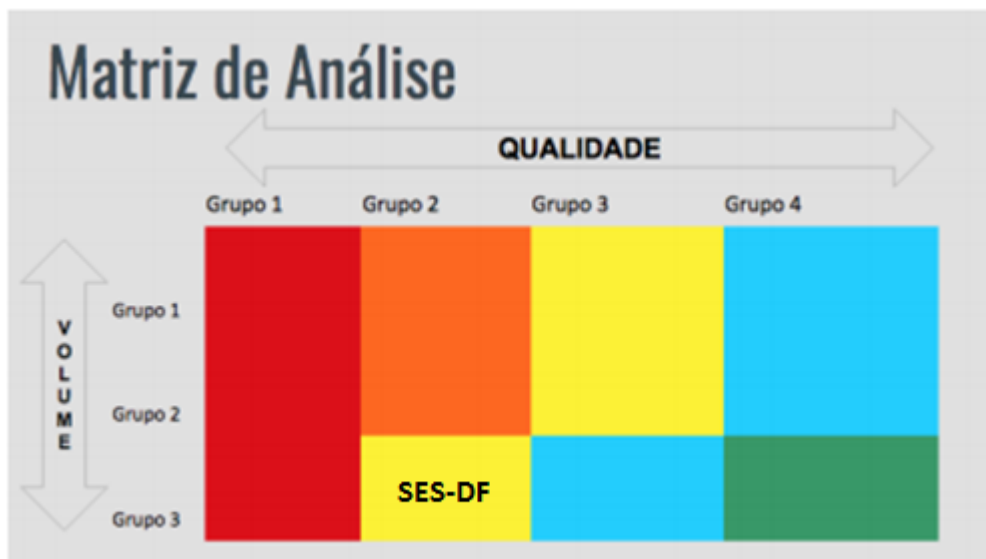 Matriz de Análise
QUALIDADE
Grupo 1 Grupo 2 Grupo 3 Grupo 4
VOLUME
Grupo 1
Grupo 2
Grupo 3
SES-DF